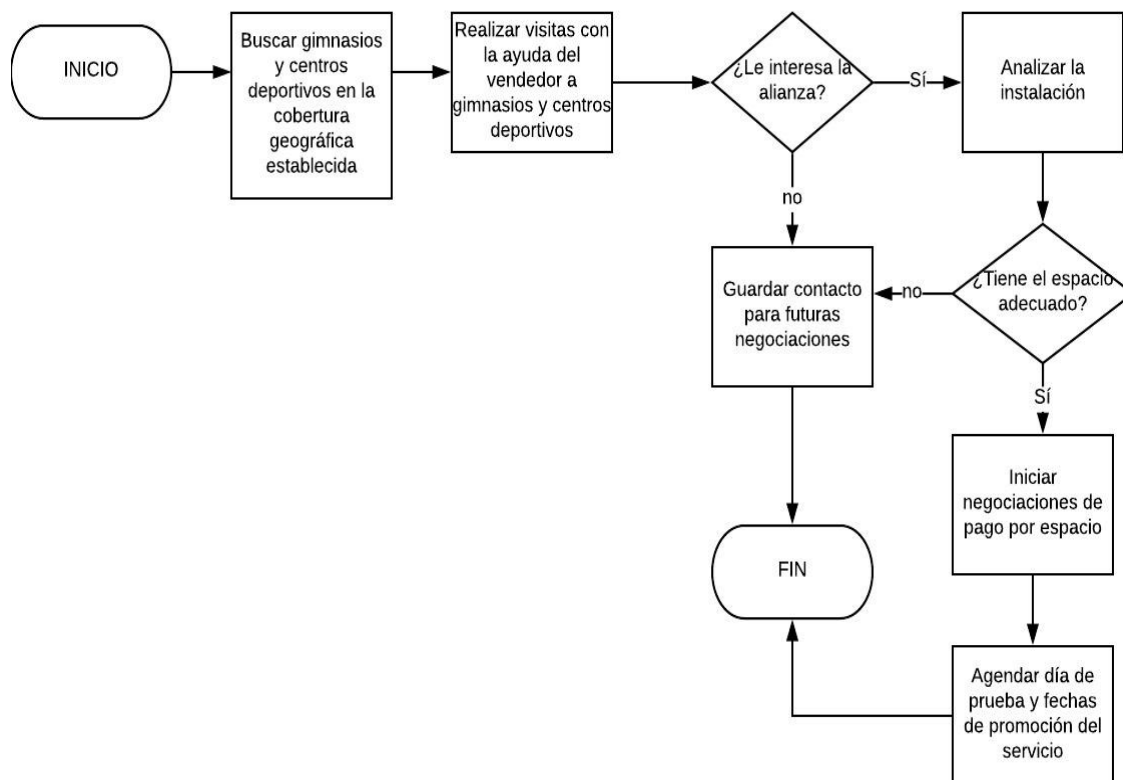 INICIO
Buscar gimnasios
y centros
deportivos en la
cobertura
geográfica
establecida
Realizar visitas con
la ayuda del
vendedor a
gimnasios y centros
deportivos
¿Le interesa la
alianza?
Sí
Analizar la
instalación
no
¿Tiene el espacio
adecuado?
no
Guardar contacto
para futuras
negociaciones
Sí
Iniciar
negociaciones de
pago por espacio
FIN
Agendar día de
prueba y fechas
de promoción del
servicio